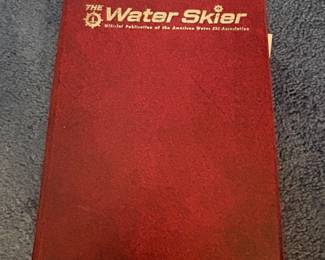 THE Water Skier
Official Publication of the American Water Ski Association